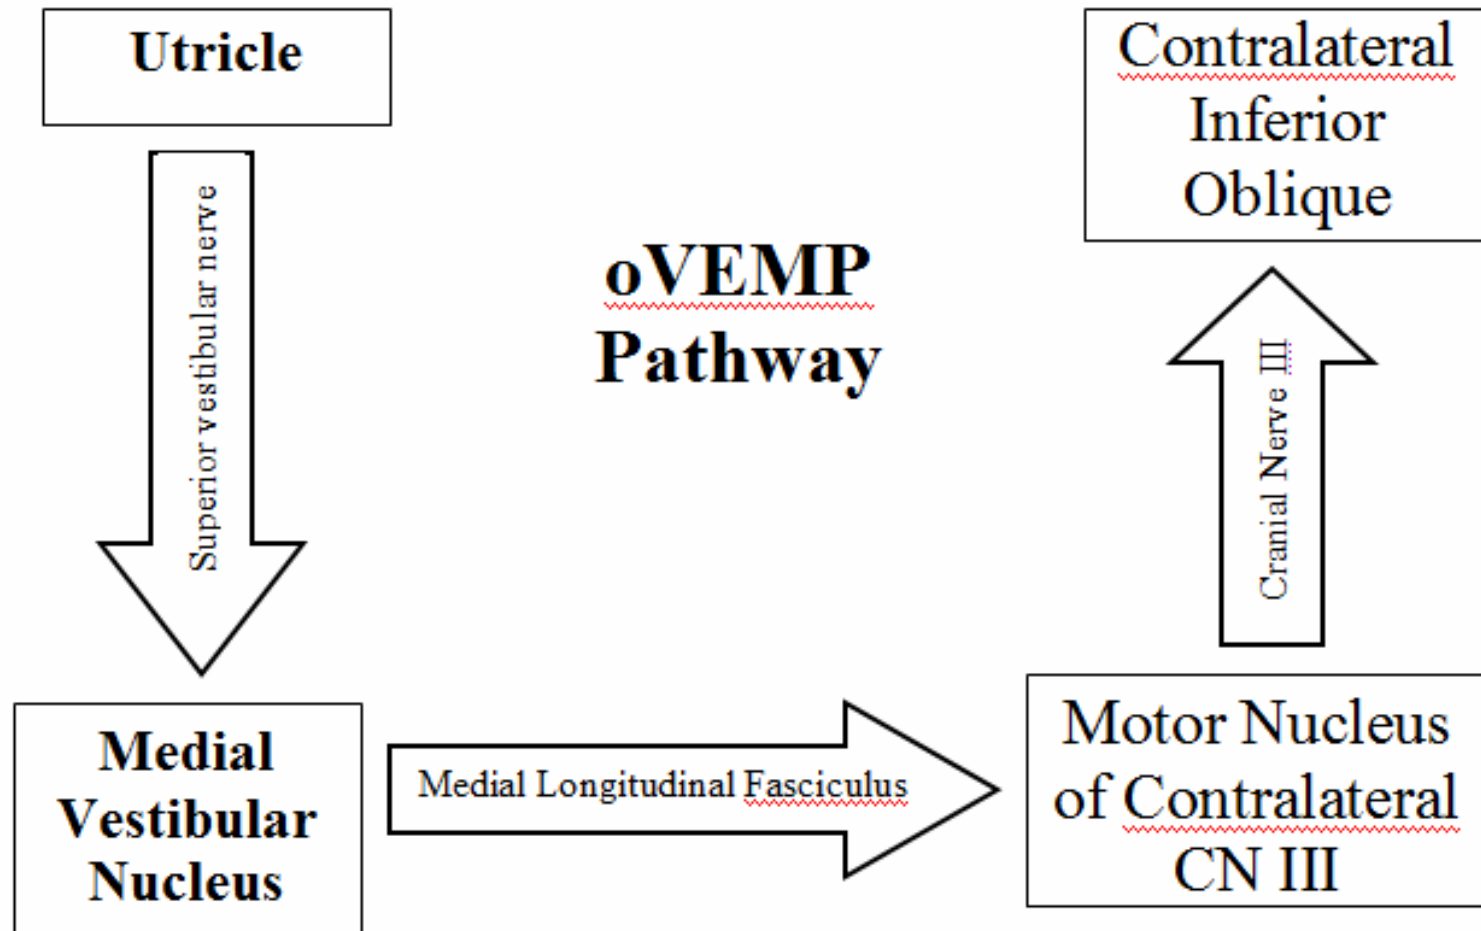 Utricle
Superior vestibular nerve
Medial
Vestibular
Nucleus
oVEMP
Pathway
Medial Longitudinal Fasciculus
Motor Nucleus
of Contralateral
CN III
Cranial Nerve III
Contralateral
Inferior
Oblique